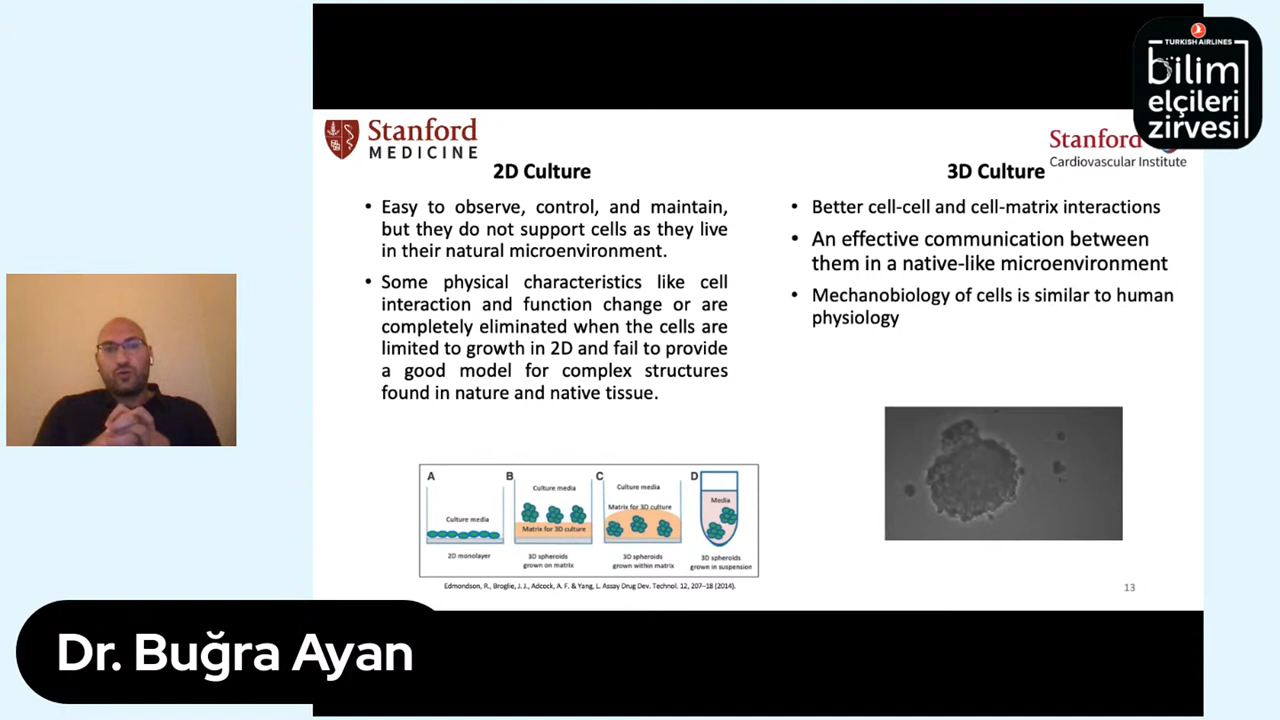 TURKISH AIRLINES
bilim
elçileri
zirvesi
Stanford
MEDICINE
Stanford
Cardiovascular Institute
2D Culture
• Easy to observe, control, and maintain,
but they do not support cells as they live
in their natural microenvironment.
• Some physical characteristics like cell
interaction and function change or are
completely eliminated when the cells are
limited to growth in 2D and fail to provide
a good model for complex structures
found in nature and native tissue.
3D Culture
• Better cell-cell and cell-matrix interactions
• An effective communication between
them in a native-like microenvironment
• Mechanobiology of cells is similar to human
physiology
A
Culture media
2D monolayer
B
Culture media
Matrix for 3D culture
3D spheroids
grown on matrix
C
Culture media
Matrix for 3D culture
3D spheroids
grown within matrix
D
Media
3D spheroids
grown in suspension
Edmondson, R., Broglie, J. J., Adcock, A. F. & Yang, L. Assay Drug Dev. Technol. 12, 207–18 (2014).
13
Dr. Buğra Ayan